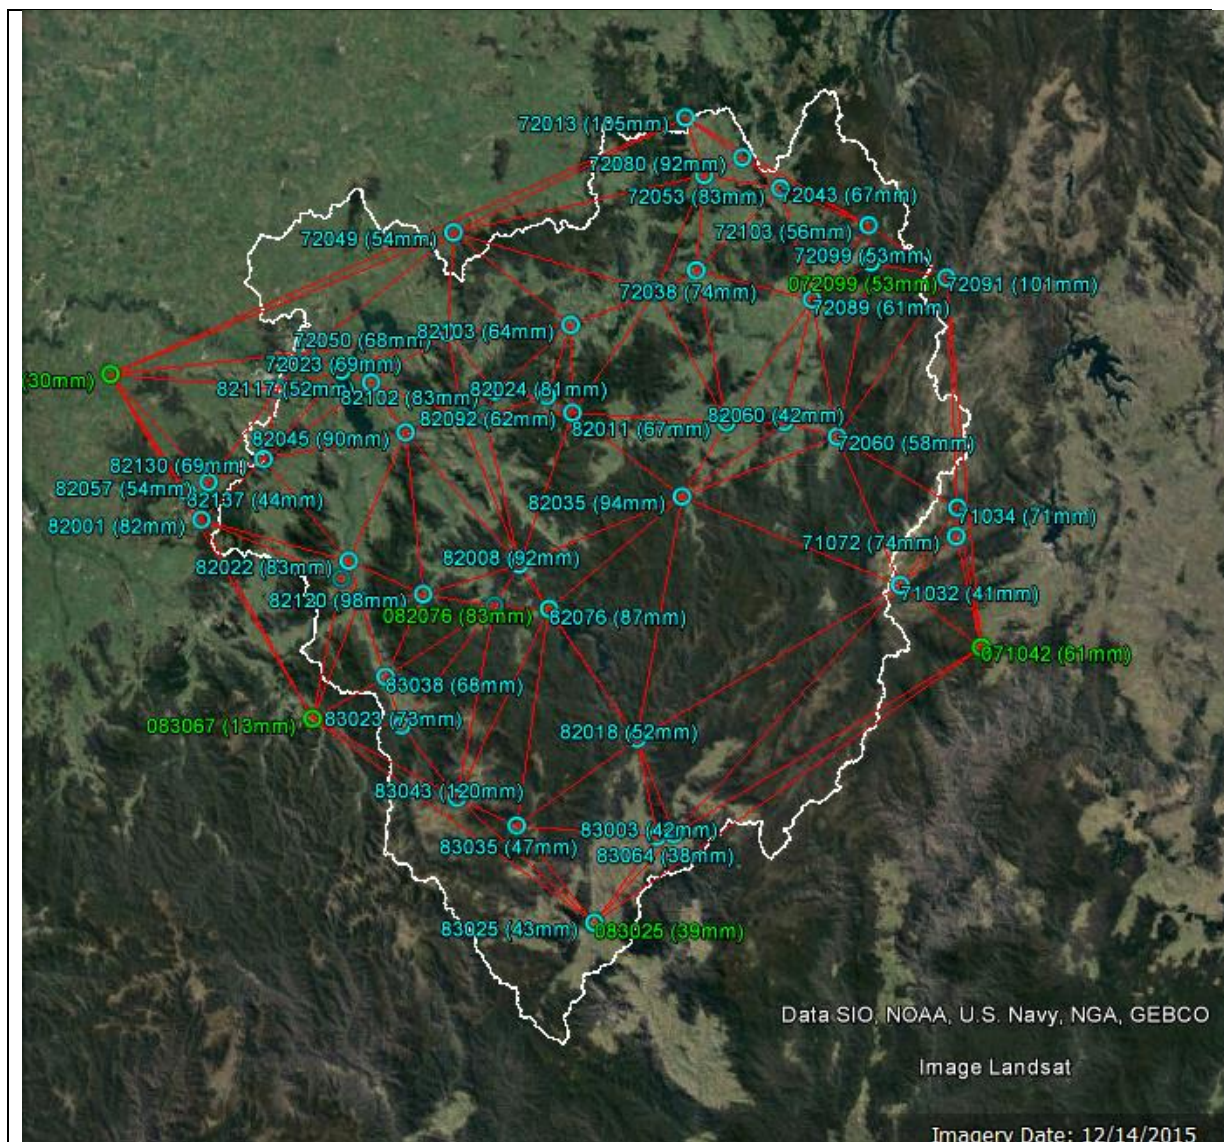 72013 (105mm)
72080 (92mm)
72053 (83mm)
72043 (67mm)
72103 (56mm)
72049 (54mm)
72099 (53mm)
072099 (53mm)
72091 (101mm)
72038 (74mm)
72089 (61mm)
82103 (64mm)
72050 (68mm)
72023 (69mm)
(30mm)
82117 (52mm)
82102 (83mm)
82024 (81mm)
82092 (62mm)
82011 (67mm)
82060 (42mm)
72060 (58mm)
82045 (90mm)
82130 (69mm)
82057 (54mm)
82137 (44mm)
82001 (82mm)
82035 (94mm)
71034 (71mm)
71072 (74mm)
82008 (92mm)
82022 (83mm)
82120 (98mm)
082076 (83mm)
82076 (87mm)
71032 (41mm)
071042 (61mm)
83038 (68mm)
083067 (13mm)
83023 (73mm)
82018 (52mm)
83043 (120mm)
83035 (47mm)
83003 (42mm)
83064 (38mm)
83025 (43mm)
083025 (39mm)
Data SIO, NOAA, U.S. Navy, NGA, GEBCO
Image Landsat
Imagery Date: 12/14/2015